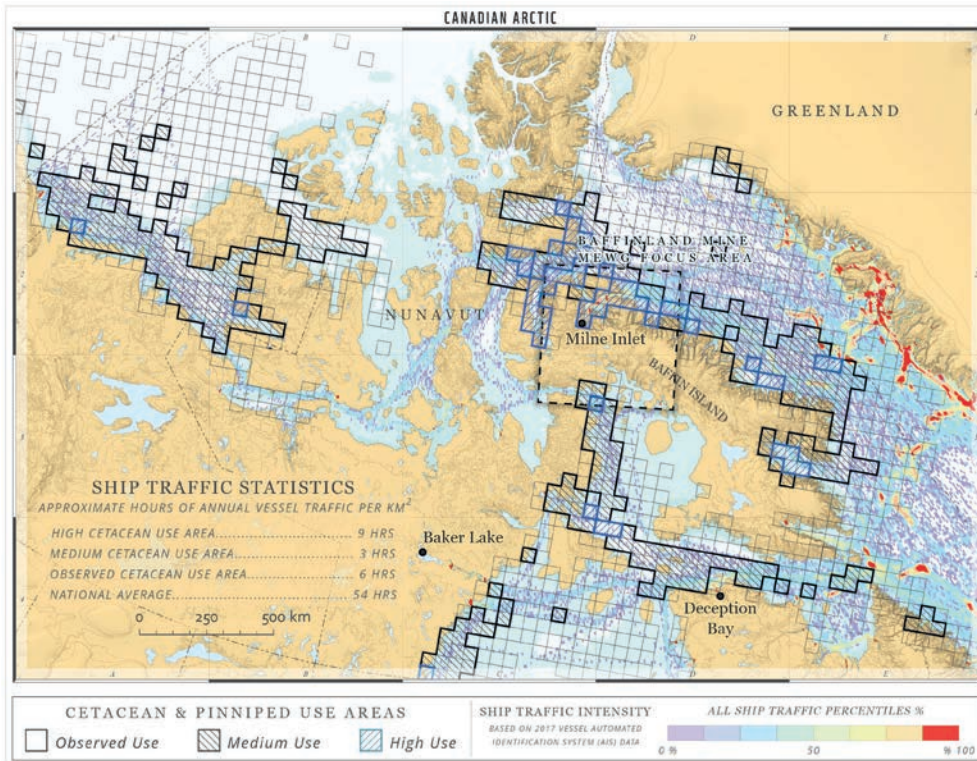 CANADIAN ARCTIC
A B C D E
GREENLAND
BAFFINLAND MINE
MEWG FOCUS AREA
NUNAVUT
Milne Inlet
BAFFIN ISLAND
SHIP TRAFFIC STATISTICS
APPROXIMATE HOURS OF ANNUAL VESSEL TRAFFIC PER KM2
HIGH CETACEAN USE AREA 9 HRS
MEDIUM CETACEAN USE AREA 3 HRS
OBSERVED CETACEAN USE AREA 6 HRS
NATIONAL AVERAGE 54 HRS
0 250 500 km
Baker Lake
Deception
Bay
CETACEAN & PINNIPED USE AREAS
Observed Use Medium Use High Use
SHIP TRAFFIC INTENSITY
BASED ON 2017 VESSEL AUTOMATED
IDENTIFICATION SYSTEM (AIS) DATA
ALL SHIP TRAFFIC PERCENTILES %
0 % 50 % 100